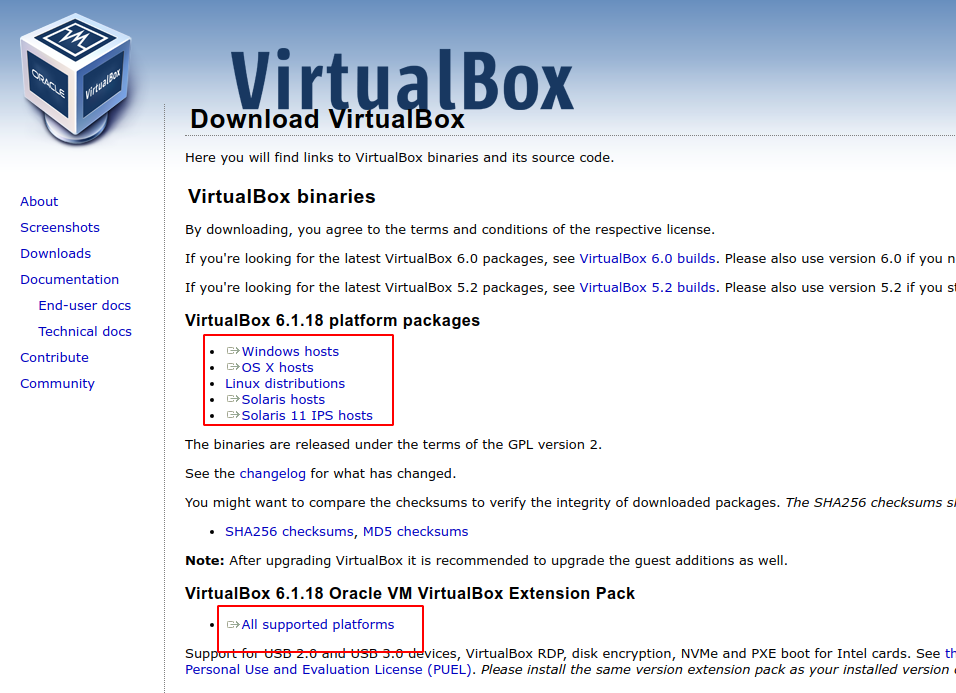 ORACLE
VirtualBox
VirtualBox
Download VirtualBox
Here you will find links to VirtualBox binaries and its source code.
VirtualBox binaries
About
Screenshots
By downloading, you agree to the terms and conditions of the respective license.
Downloads
If you're looking for the latest VirtualBox 6.0 packages, see VirtualBox 6.0 builds. Please also use version 6.0 if you
Documentation
If you're looking for the latest VirtualBox 5.2 packages, see VirtualBox 5.2 builds. Please also use version 5.2 if you
End-user docs
Technical docs
Contribute
Community
VirtualBox 6.1.18 platform packages
Windows hosts
OS X hosts
Linux distributions
Solaris hosts
Solaris 11 IPS hosts
The binaries are released under the terms of the GPL version 2.
See the changelog for what has changed.
You might want to compare the checksums to verify the integrity of downloaded packages. The SHA256 checksums
SHA256 checksums, MD5 checksums
Note: After upgrading VirtualBox it is recommended to upgrade the guest additions as well.
VirtualBox 6.1.18 Oracle VM VirtualBox Extension Pack
All supported platforms
Support for USB 2.0 and USB 3.0 devices, VirtualBox RDP, disk encryption, NVMe and PXE boot for Intel cards. See
Personal Use and Evaluation License (PUEL). Please install the same version extension pack as your installed version